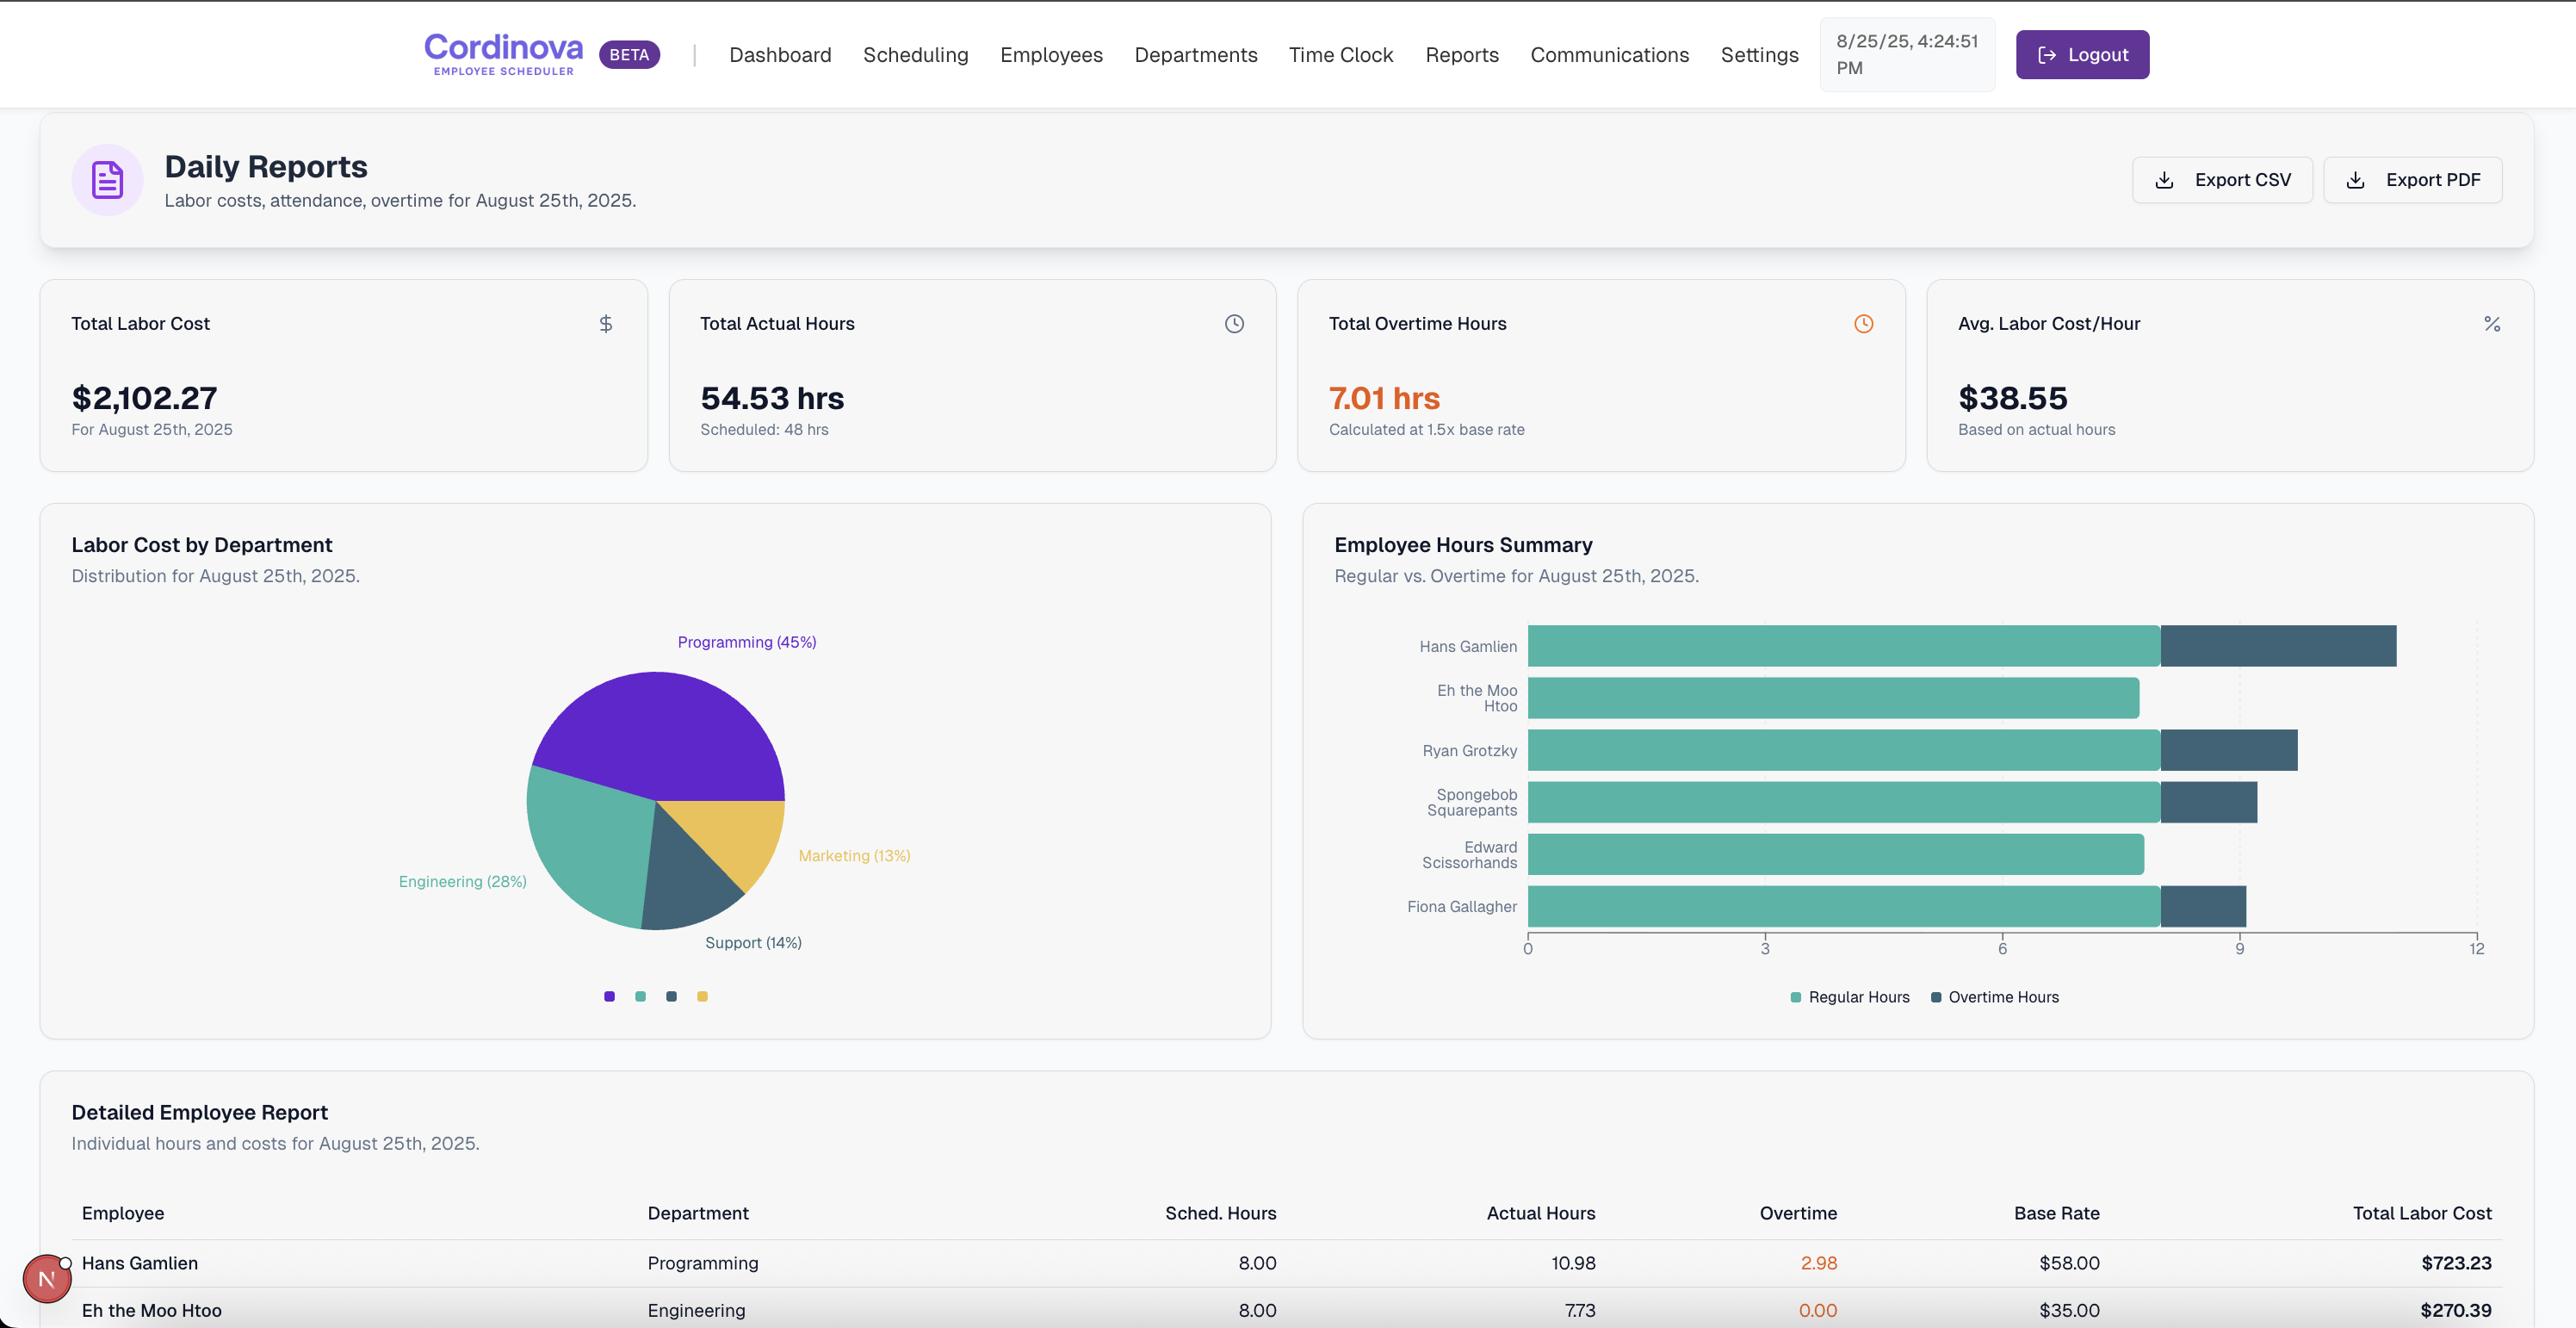 Cordinova
EMPLOYEE SCHEDULER
BETA
Dashboard
Scheduling
Employees
Departments
Time Clock
Reports
Communications
Settings
8/25/25, 4:24:51
PM
Logout
Daily Reports
Labor costs, attendance, overtime for August 25th, 2025.
Export CSV
Export PDF
Total Labor Cost
$
$2,102.27
For August 25th, 2025
Total Actual Hours
54.53 hrs
Scheduled: 48 hrs
Total Overtime Hours
7.01 hrs
Calculated at 1.5x base rate
Avg. Labor Cost/Hour
%
$38.55
Based on actual hours
Labor Cost by Department
Distribution for August 25th, 2025.
Programming (45%)
Marketing (13%)
Engineering (28%)
Support (14%)
Employee Hours Summary
Regular vs. Overtime for August 25th, 2025.
Hans Gamlien
Eh the Moo
Htoo
Ryan Grotzky
Spongebob
Squarepants
Edward
Scissorhands
Fiona Gallagher
0 3 6 9 12
Regular Hours Overtime Hours
Detailed Employee Report
Individual hours and costs for August 25th, 2025.
Employee Department Sched. Hours Actual Hours Overtime Base Rate Total Labor Cost
Hans Gamlien Programming 8.00 10.98 2.98 $58.00 $723.23
N
Eh the Moo Htoo Engineering 8.00 7.73 0.00 $35.00 $270.39